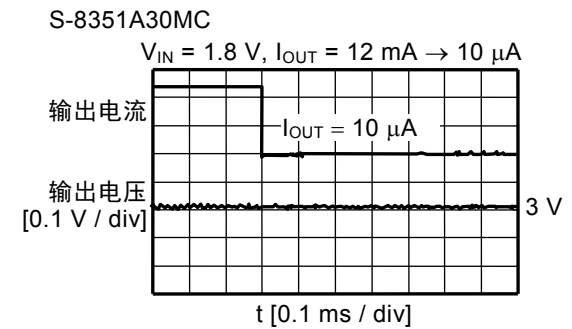 S-8351A30MC
V_IN = 1.8 V, I_OUT = 12 mA → 10 μA
输出电流
I_OUT = 10 μA
输出电压
[0.1 V / div]
3 V
t [0.1 ms / div]